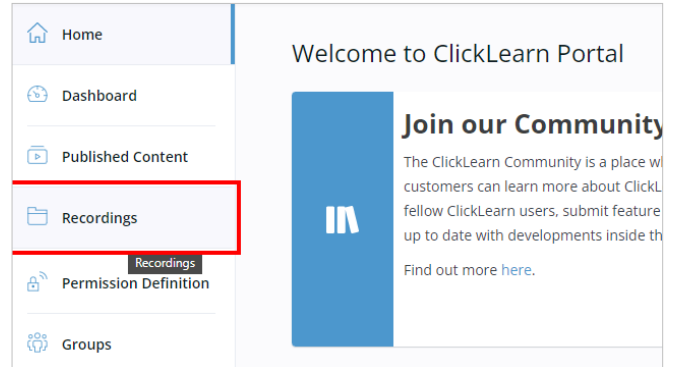 Home
Dashboard
Published Content
Recordings
Recordings
Permission Definition
Groups
Welcome to ClickLearn Portal
Join our Community
The ClickLearn Community is a place
customers can learn more about
fellow ClickLearn users, submit feature
up to date with developments inside
Find out more here.